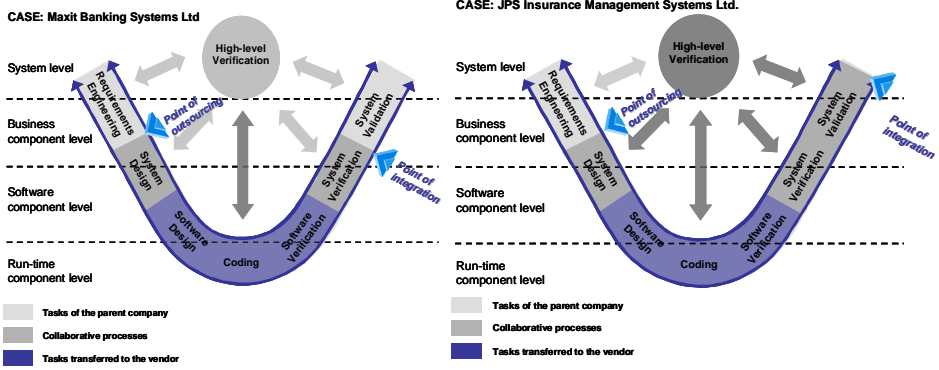 CASE: Maxit Banking Systems Ltd
High-level
Verification
System level
Requirements
Engineering
Point of
outsourcing
System
Validation
Business
component level
System
Design
System
Verification
Point of
integration
Software
component level
Software
Design
Software
Verification
Coding
Run-time
component level
Tasks of the parent company
Collaborative processes
Tasks transferred to the vendor
CASE: JPS Insurance Management Systems Ltd.
High-level
Verification
System level
Requirements
Engineering
Point of
outsourcing
System
Validation
Point of
integration
Business
component level
System
Design
System
Verification
Software
component level
Software
Design
Software
Verification
Coding
Run-time
component level
Tasks of the parent company
Collaborative processes
Tasks transferred to the vendor